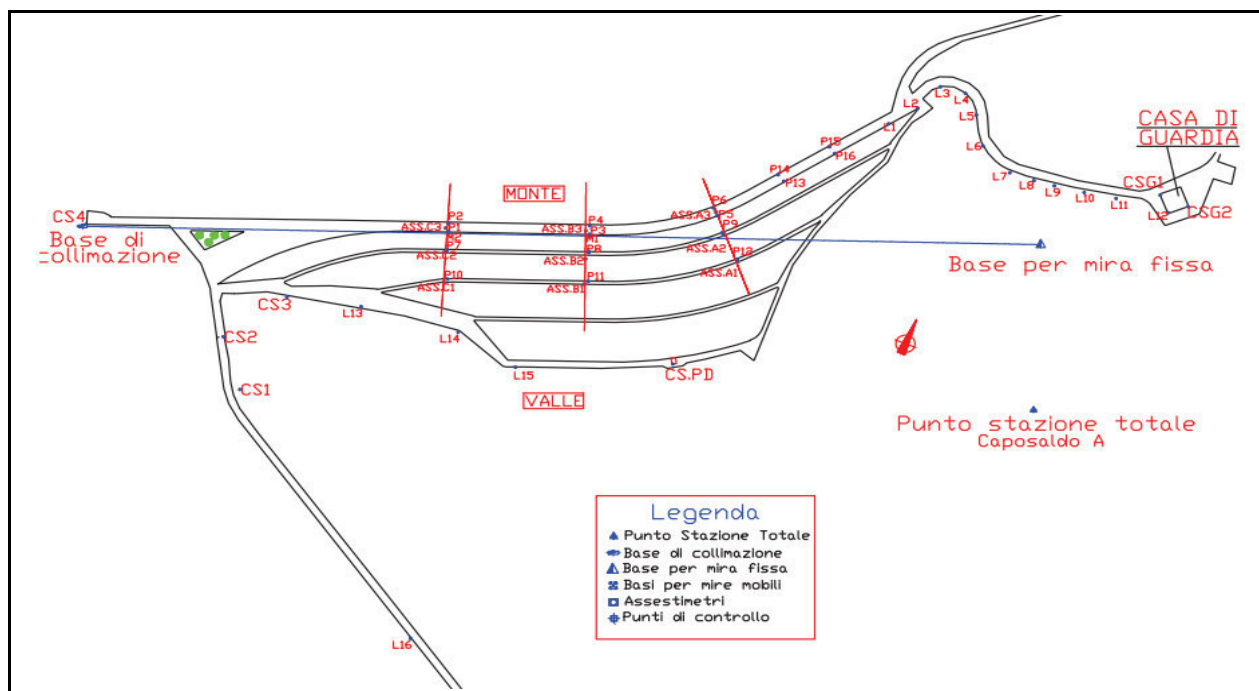 L3
L4
L2
L5
L1
CASA DI
GUARDIA
P15
P16
L6
P14
P13
L7
L8
L9
L10
L11
CSG1
L12
CSG2
MONTE
CS4
P2
ASS.C3
P1
P4
ASS.B3
P3
M1
P6
ASS.A3
P5
P9
Base di
collimazione
P7
ASS.C2
P8
ASS.B2
ASS.A2
P12
ASS.A1
Base per mira fissa
P10
ASS.C1
P11
ASS.B1
CS3
L13
CS2
L14
L15
CS.PD
CS1
VALLE
Punto stazione totale
Caposaldo A
Legenda
Punto Stazione Totale
Base di collimazione
Base per mira fissa
Basi per mire mobili
Assestimetri
Punti di controllo
L16